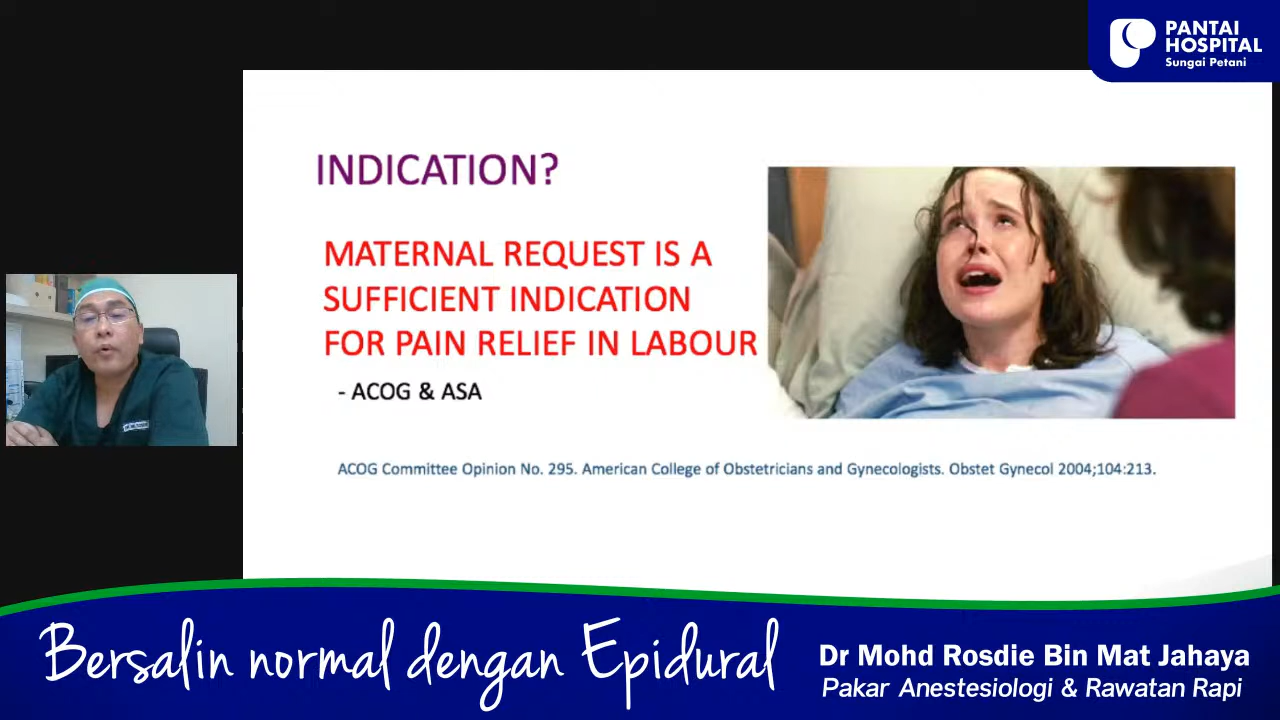 PANTAI
HOSPITAL
Sungai Petani
INDICATION?
MATERNAL REQUEST IS A
SUFFICIENT INDICATION
FOR PAIN RELIEF IN LABOUR
- ACOG & ASA
ACOG Committee Opinion No. 295. American College of Obstetricians and Gynecologists. Obstet Gynecol 2004;104:213.
Bersalin normal dengan Epidural
Dr Mohd Rosdie Bin Mat Jahaya
Pakar Anestesiologi & Rawatan Rapi